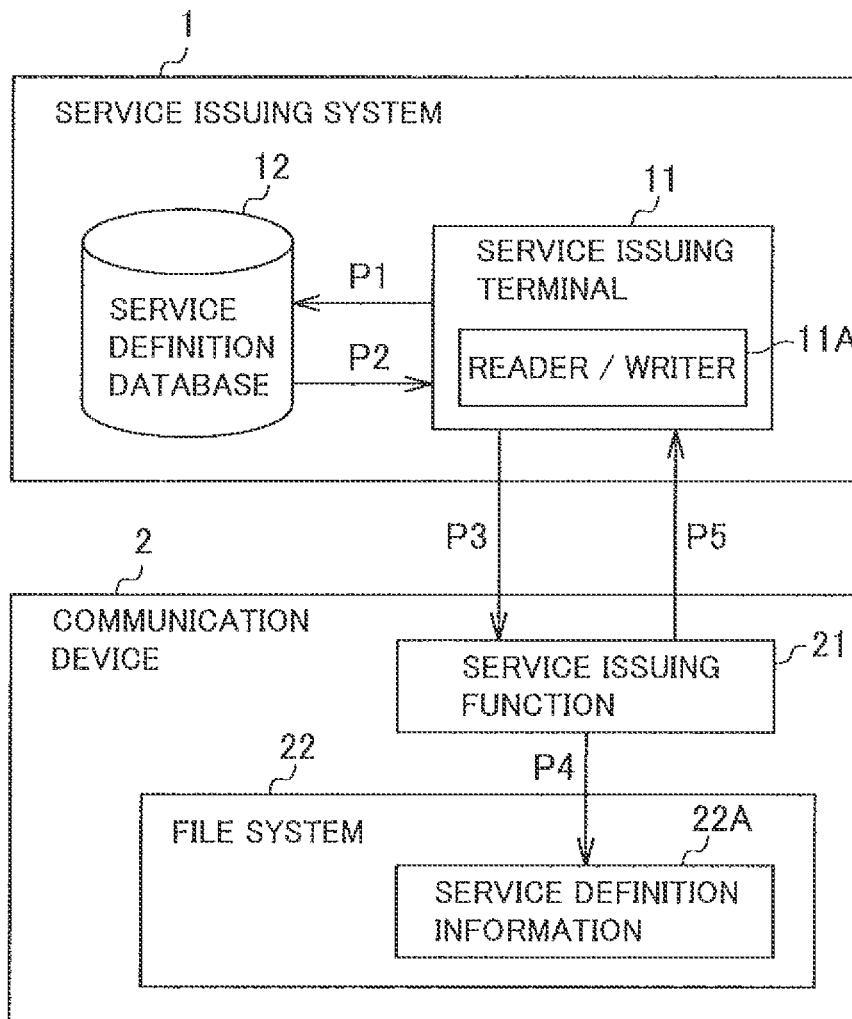 1
SERVICE ISSUING SYSTEM
12
11
SERVICE
DEFINITION
DATABASE
P1
P2
SERVICE ISSUING
TERMINAL
11A
READER / WRITER
P3
P5
2
COMMUNICATION
DEVICE
21
SERVICE ISSUING
FUNCTION
P4
22
FILE SYSTEM
22A
SERVICE DEFINITION
INFORMATION